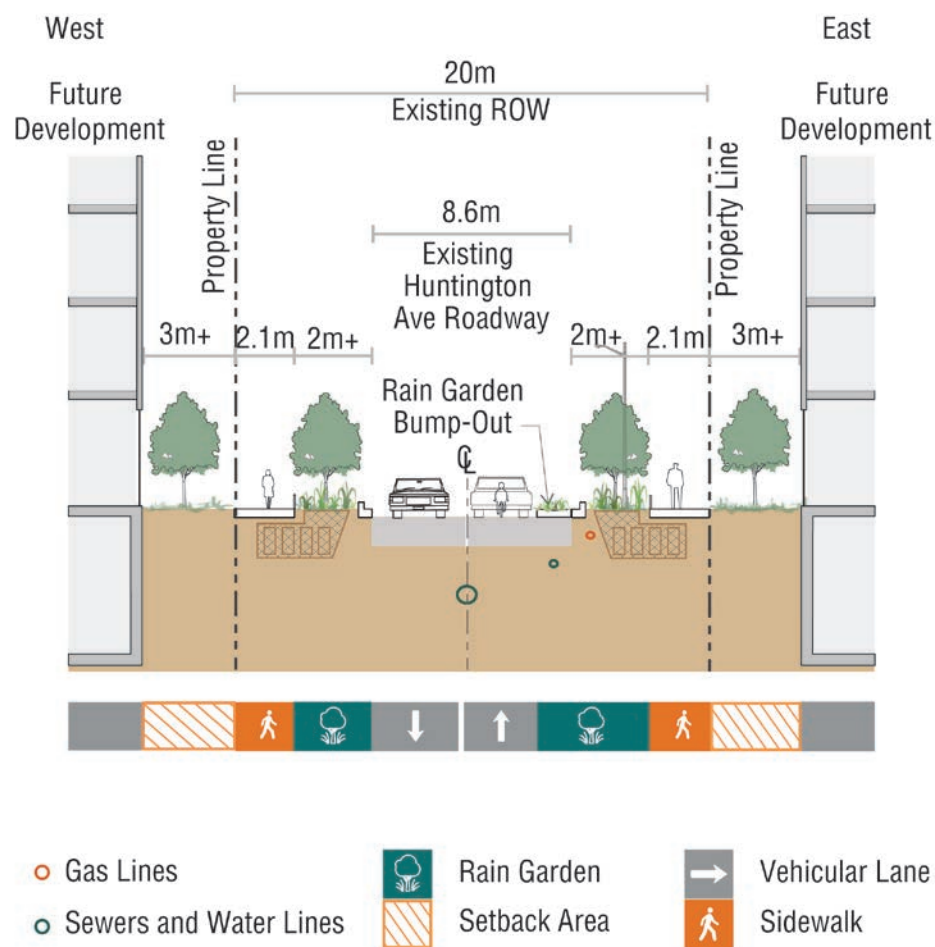 West
East
Future
Development
20m
Existing ROW
Future
Development
Property Line
Property Line
8.6m
Existing
Huntington
Ave Roadway
3m+
2.1m
2m+
2m+
2.1m
3m+
Rain Garden
Bump-Out
℄
Gas Lines
Rain Garden
Vehicular Lane
Sewers and Water Lines
Setback Area
Sidewalk